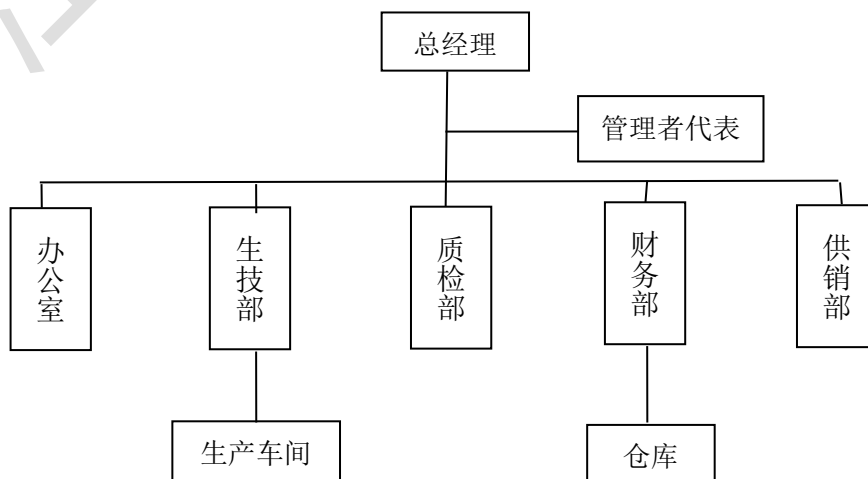 总经理
管理者代表
办公室
生技部
质检部
财务部
供销部
生产车间
仓库